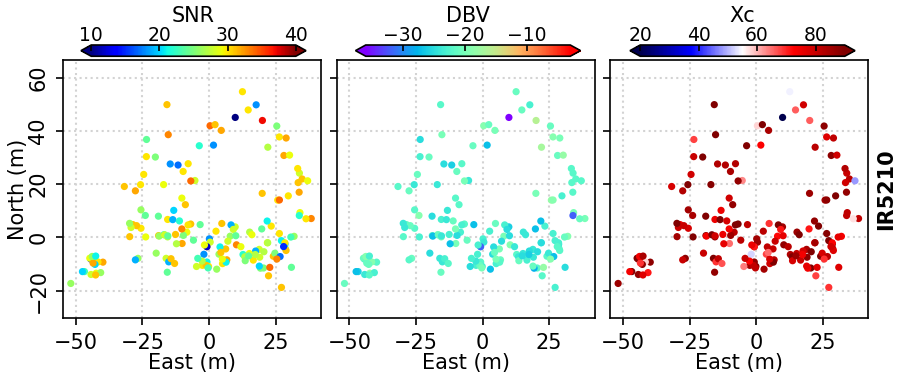 SNR DBV Xc
10 20 30 40 −30 −20 −10 20 40 60 80
60
40
20
0
−20
North (m)
−50 −25 0 25 −50 −25 0 25 −50 −25 0 25
East (m) East (m) East (m)
IR5210